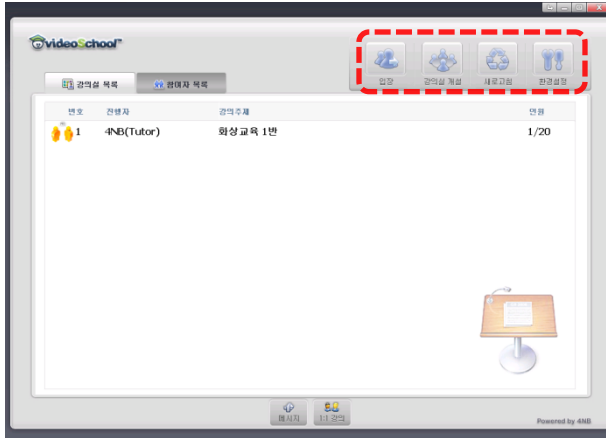 videoSchool™
입장 강의실 개설 새로고침 환경설정
강의실 목록 참여자 목록
번호 진행자 강의주제 인원
1 4NB(Tutor) 화상교육 1반 1/20
메시지 1:1 강의
Powered by 4NB